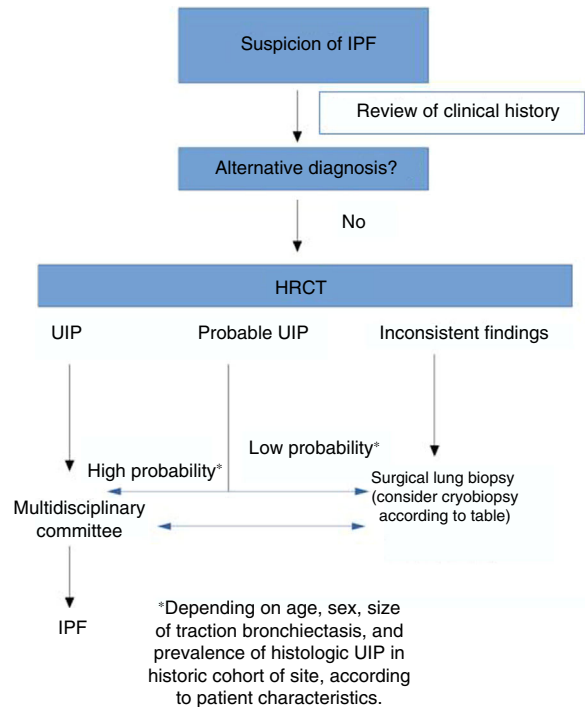 Suspicion of IPF
Review of clinical history
Alternative diagnosis?
No
HRCT
UIP
Probable UIP
Inconsistent findings
Low probability*
High probability*
Surgical lung biopsy
(consider cryobiopsy
according to table)
Multidisciplinary
committee
IPF
*Depending on age, sex, size
of traction bronchiectasis, and
prevalence of histologic UIP in
historic cohort of site, according
to patient characteristics.